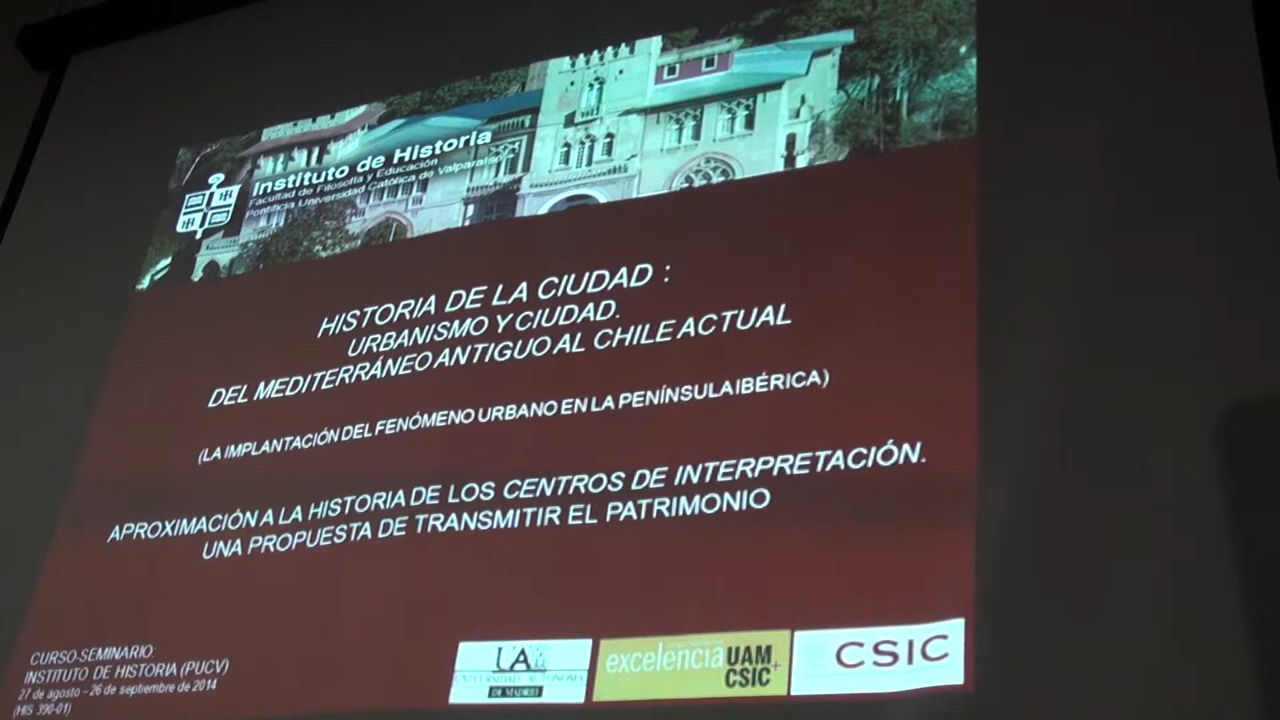 Instituto de Historia
Facultad de Filosofía y Educación
Pontificia Universidad Católica de Valparaíso
HISTORIA DE LA CIUDAD :
URBANISMO Y CIUDAD.
DEL MEDITERRÁNEO ANTIGUO AL CHILE ACTUAL
(LA IMPLANTACIÓN DEL FENÓMENO URBANO EN LA PENÍNSULA IBÉRICA)
APROXIMACIÓN A LA HISTORIA DE LOS CENTROS DE INTERPRETACIÓN.
UNA PROPUESTA DE TRANSMITIR EL PATRIMONIO
CURSO-SEMINARIO:
INSTITUTO DE HISTORIA (PUCV)
27 de agosto – 26 de septiembre de 2014
(HIS 390-01)
UAM
UNIVERSIDAD AUTONOMA
DE MADRID
excelencia UAM+
CSIC
CSIC